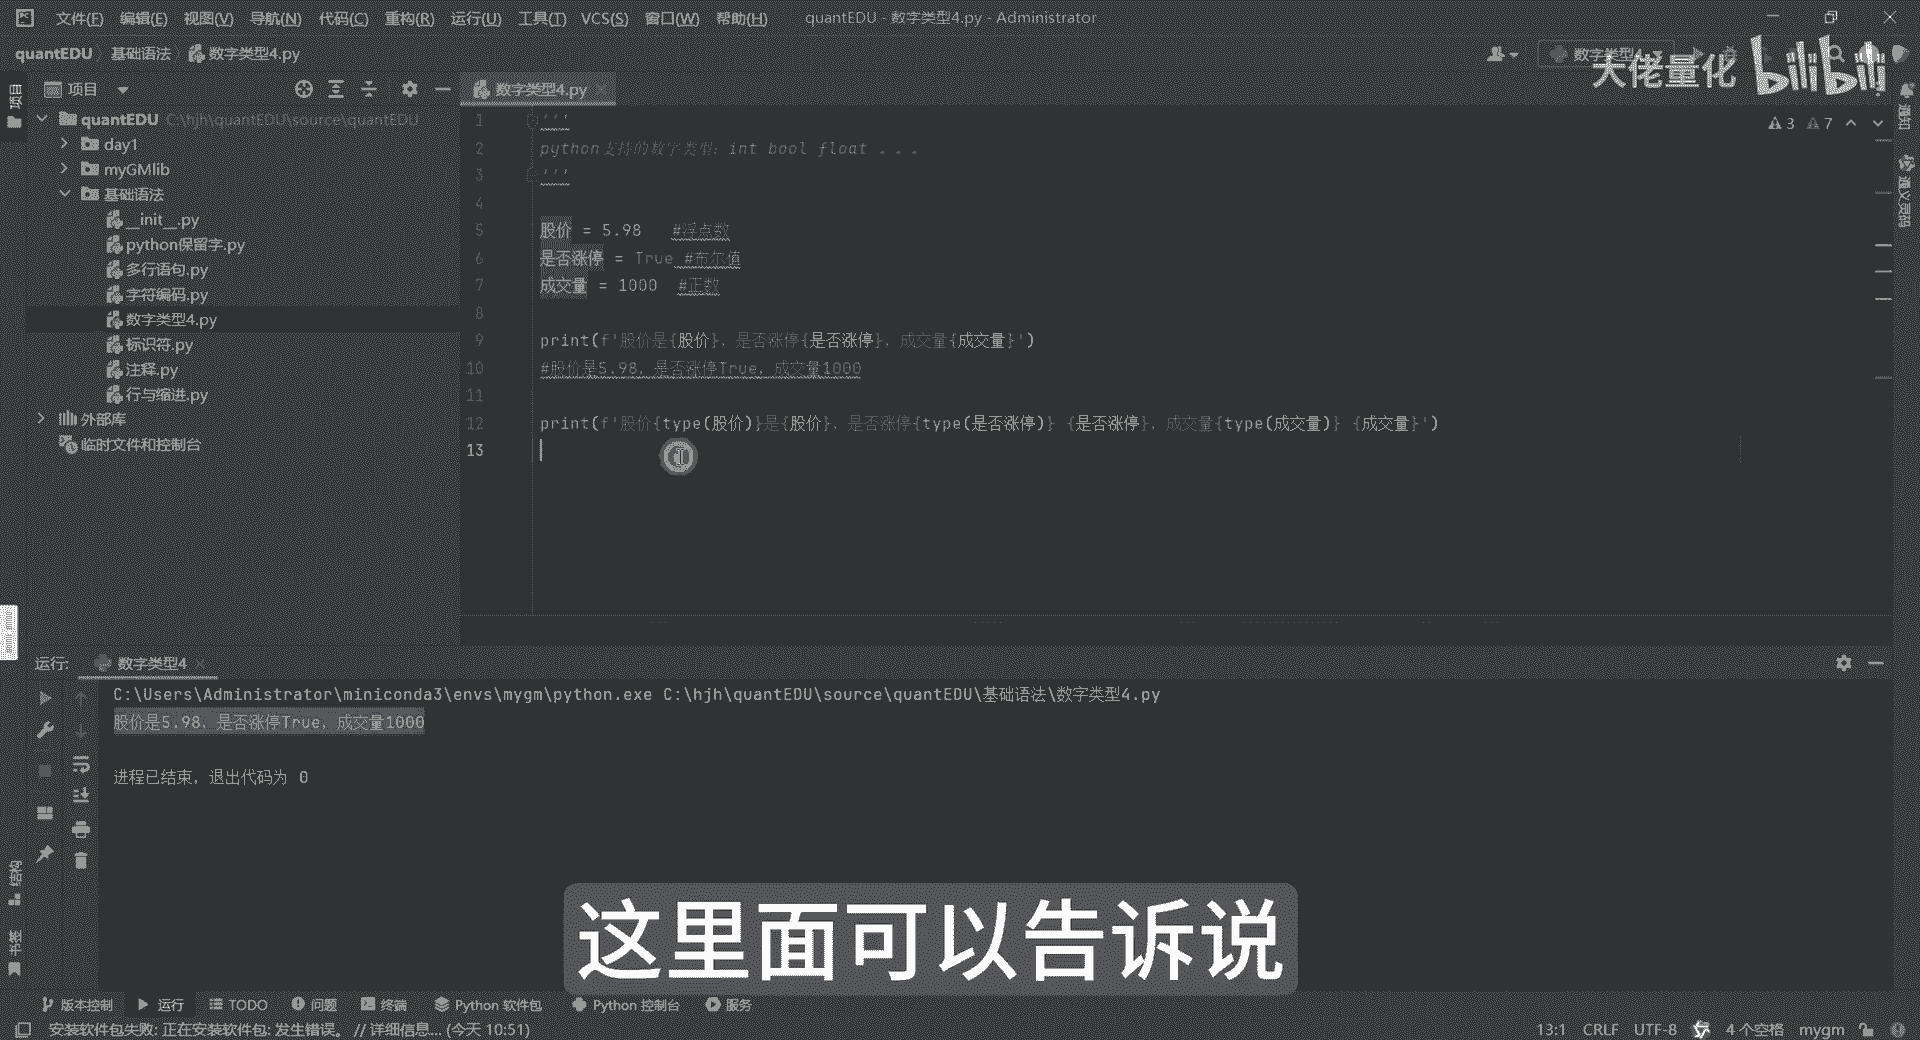 文件(F) 编辑(E) 视图(V) 导航(N) 代码(C) 重构(R) 运行(U) 工具(T) VCS(S) 窗口(W) 帮助(H) quantEDU - 数字类型4.py - Administrator
quantEDU 基础语法 数字类型4.py
数字类型4
大佬量化 bilibili
项目
项目
数字类型4.py
quantEDU C:\hjh\quantEDU\source\quantEDU
day1
myGMlib
基础语法
__init__.py
python保留字.py
多行语句.py
字符编码.py
数字类型4.py
标识符.py
注释.py
行与缩进.py
外部库
临时文件和控制台
3 7
通知
通义灵码
1 '''
2 python支持的数字类型: int bool float 。。。
3 '''
4
5 股价 = 5.98 #浮点数
6 是否涨停 = True #布尔值
7 成交量 = 1000 #正数
8
9 print(f'股价是{股价}，是否涨停{是否涨停}，成交量{成交量}')
10 #股价是5.98，是否涨停True，成交量1000
11
12 print(f'股价{type(股价)}是{股价}，是否涨停{type(是否涨停)} {是否涨停}，成交量{type(成交量)} {成交量}')
13
运行: 数字类型4
C:\Users\Administrator\miniconda3\envs\mygm\python.exe C:\hjh\quantEDU\source\quantEDU\基础语法\数字类型4.py
股价是5.98，是否涨停True，成交量1000
进程已结束，退出代码为 0
结构
书签
这里面可以告诉说
版本控制 运行 TODO 问题 终端 Python 软件包 Python 控制台 服务
安装软件包失败: 正在安装软件包: 发生错误。 // 详细信息... (今天 10:51)
13:1 CRLF UTF-8 4 个空格 mygm